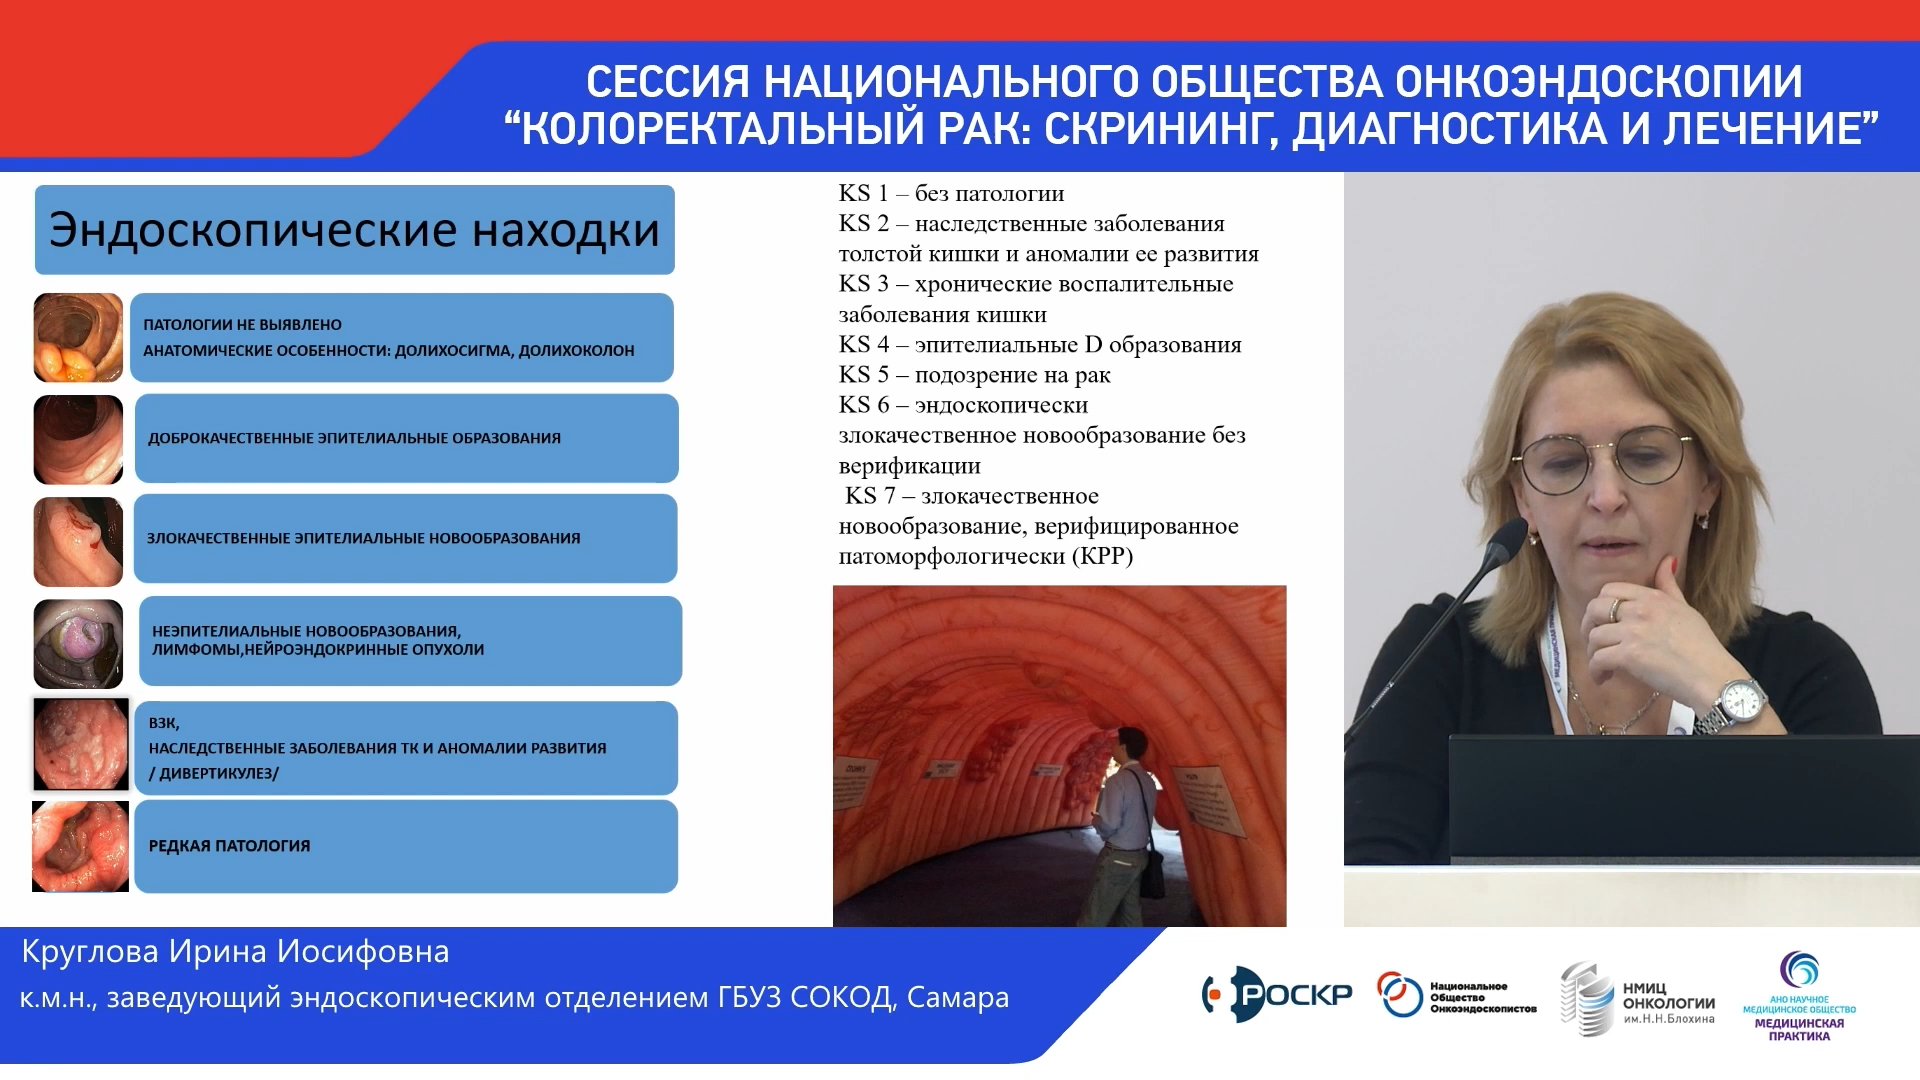 СЕССИЯ НАЦИОНАЛЬНОГО ОБЩЕСТВА ОНКОЭНДОСКОПИИ
“КОЛОРЕКТАЛЬНЫЙ РАК: СКРИНИНГ, ДИАГНОСТИКА И ЛЕЧЕНИЕ”
Эндоскопические находки
ПАТОЛОГИИ НЕ ВЫЯВЛЕНО
АНАТОМИЧЕСКИЕ ОСОБЕННОСТИ: ДОЛИХОСИГМА, ДОЛИХОКОЛОН
ДОБРОКАЧЕСТВЕННЫЕ ЭПИТЕЛИАЛЬНЫЕ ОБРАЗОВАНИЯ
ЗЛОКАЧЕСТВЕННЫЕ ЭПИТЕЛИАЛЬНЫЕ НОВООБРАЗОВАНИЯ
НЕЭПИТЕЛИАЛЬНЫЕ НОВООБРАЗОВАНИЯ,
ЛИМФОМЫ,НЕЙРОЭНДОКРИННЫЕ ОПУХОЛИ
ВЗК,
НАСЛЕДСТВЕННЫЕ ЗАБОЛЕВАНИЯ ТК И АНОМАЛИИ РАЗВИТИЯ
/ ДИВЕРТИКУЛЕЗ/
РЕДКАЯ ПАТОЛОГИЯ
KS 1 – без патологии
KS 2 – наследственные заболевания
толстой кишки и аномалии ее развития
KS 3 – хронические воспалительные
заболевания кишки
KS 4 – эпителиальные D образования
KS 5 – подозрение на рак
KS 6 – эндоскопически
злокачественное новообразование без
верификации
KS 7 – злокачественное
новообразование, верифицированное
патоморфологически (КРР)
Круглова Ирина Иосифовна
к.м.н., заведующий эндоскопическим отделением ГБУЗ СОКОД, Самара
РОСКР
Национальное
Общество
Онкоэндоскопистов
НМИЦ
ОНКОЛОГИИ
им.Н.Н.Блохина
АНО НАУЧНОЕ
МЕДИЦИНСКОЕ ОБЩЕСТВО
МЕДИЦИНСКАЯ
ПРАКТИКА